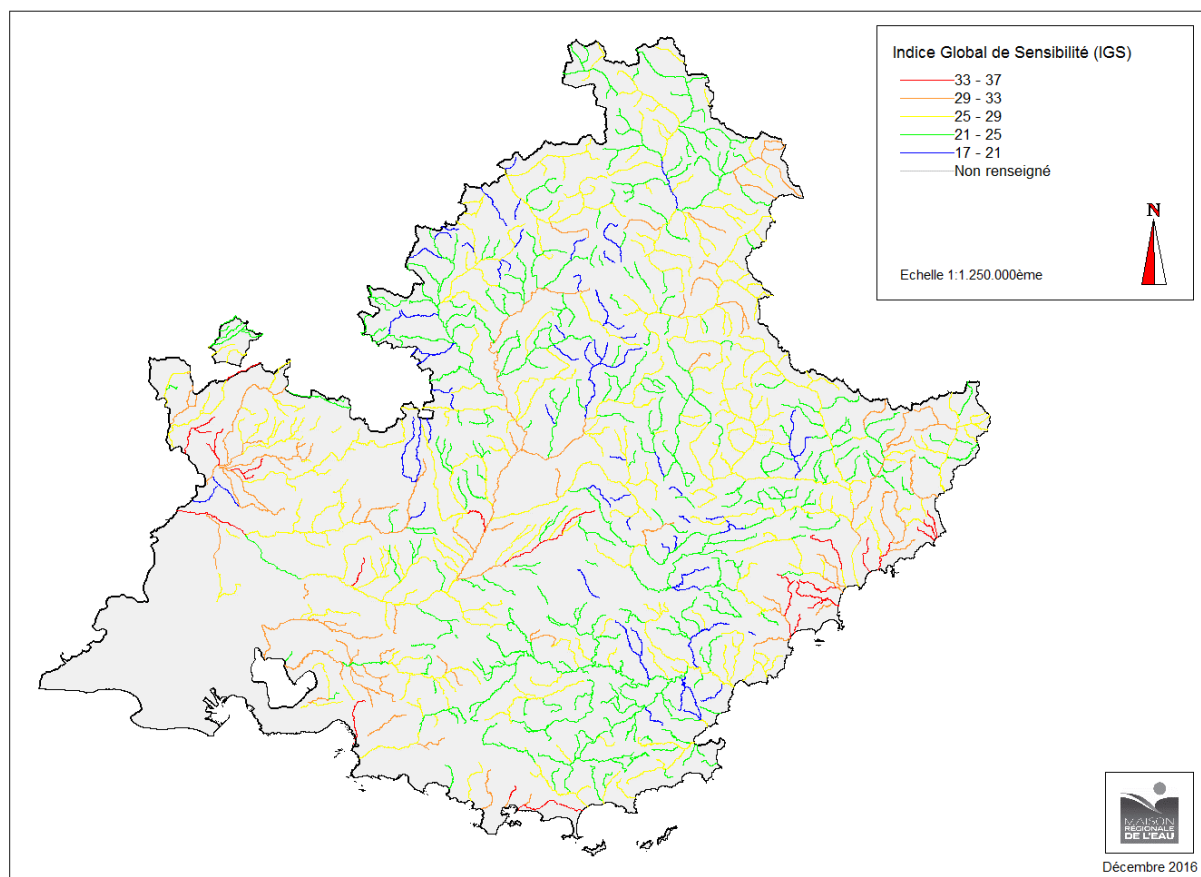 Indice Global de Sensibilité (IGS)
33 - 37
29 - 33
25 - 29
21 - 25
17 - 21
Non renseigné
N
Echelle 1:1.250.000ème
MAISON
RÉGIONALE
DE L'EAU
Décembre 2016